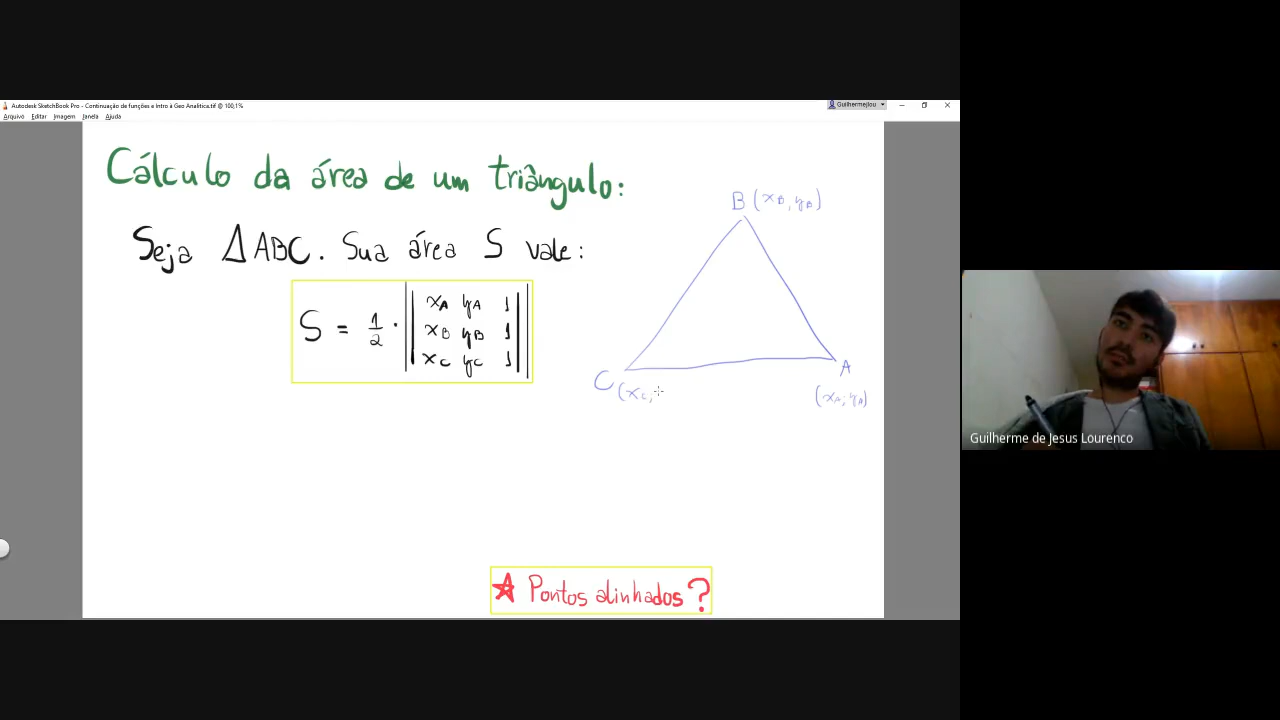 Autodesk SketchBook Pro - Continuação de funções e Intro à Geo Analitica.tif @ 100,1%
Guilhermejlou
Arquivo Editar Imagem Janela Ajuda
Cálculo da área de um triângulo:
Seja ΔABC. Sua área S vale:
S = 1/2 · || xA yA 1
xB yB 1
xC yC 1 ||
B (xB, yB)
A
(xA; yA)
C (xC,
Guilherme de Jesus Lourenco
☆ Pontos alinhados ?